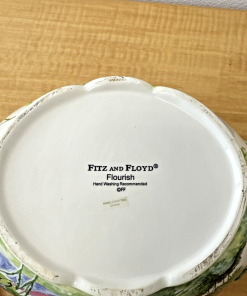 FITZ AND FLOYD®
Flourish
Hand Washing Recommended
©FF